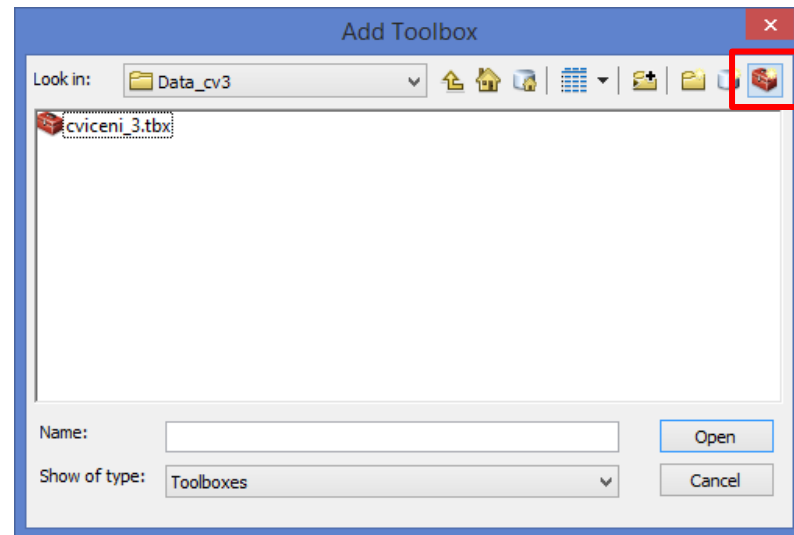 Add Toolbox
Look in: Data_cv3
cviceni_3.tbx
Name:
Open
Show of type: Toolboxes
Cancel